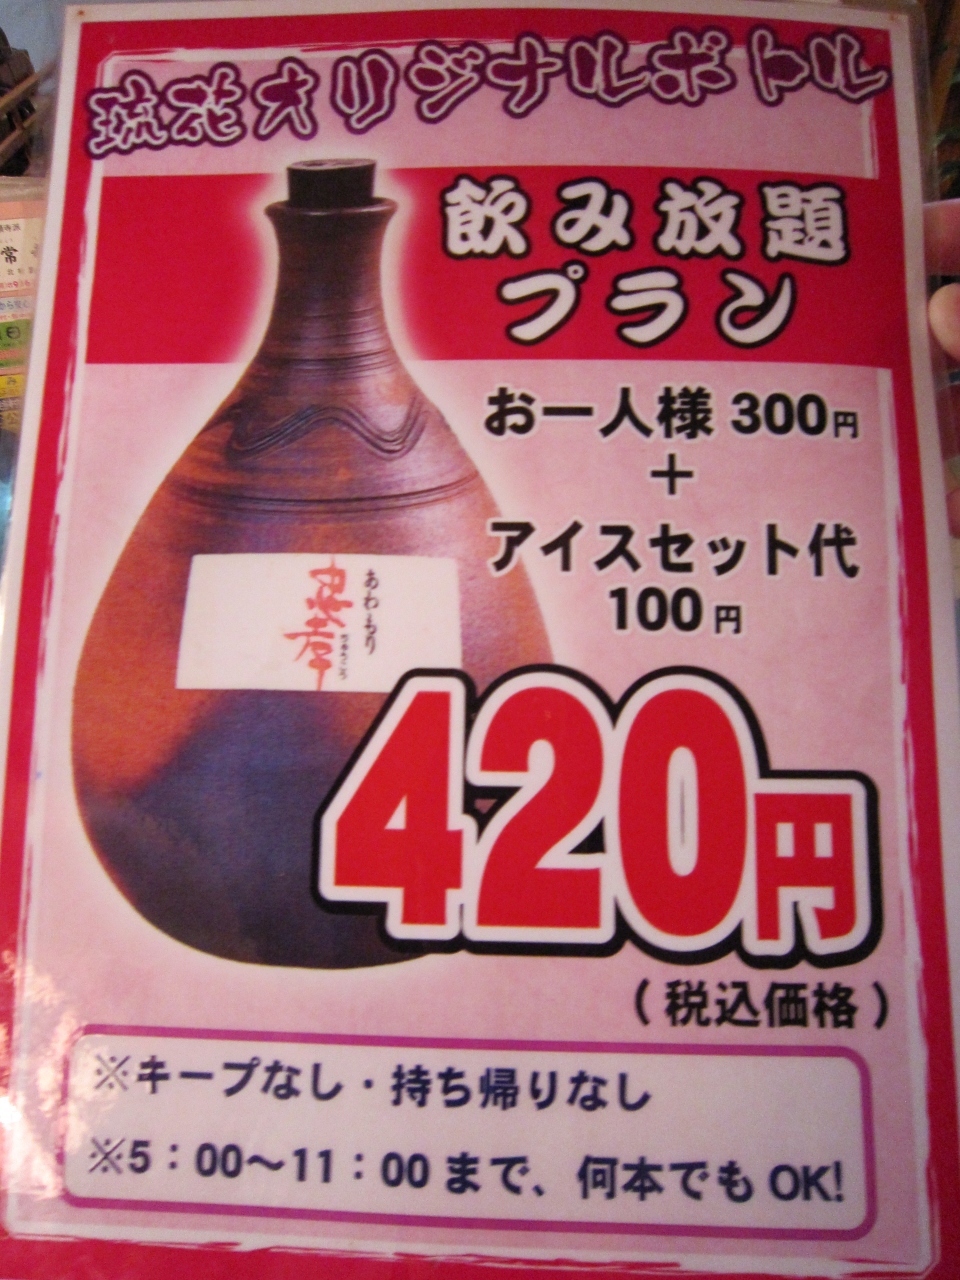 琉花オリジナルボトル
飲み放題
プラン
お一人様 300円
+
アイスセット代
100円
あわもり
忠孝
420円
(税込価格)
※キープなし・持ち帰りなし
※5：00～11：00まで、何本でもOK!